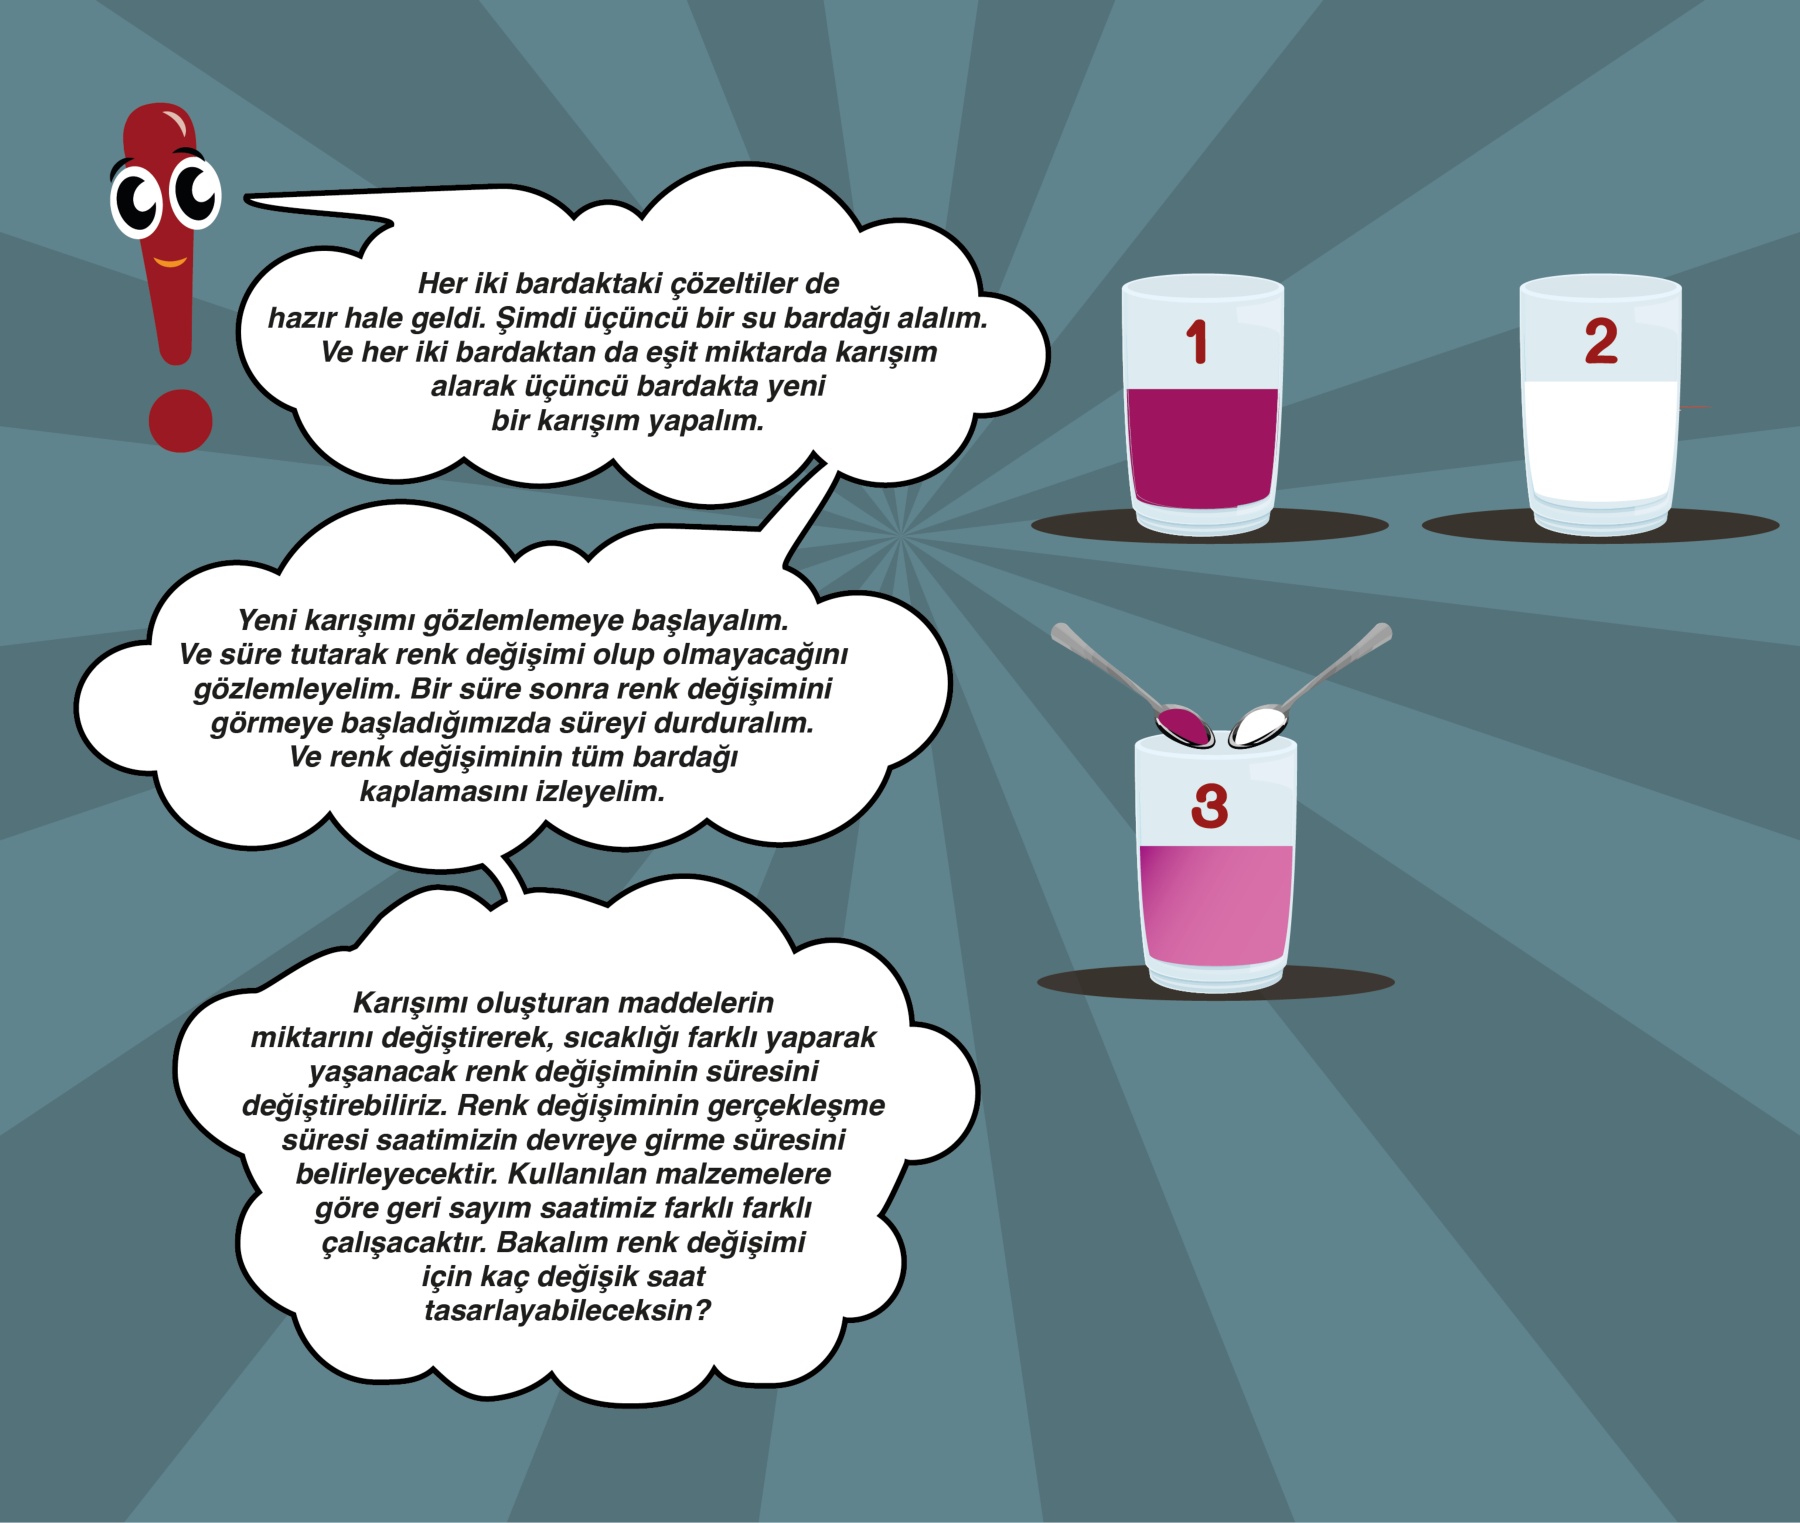 Her iki bardaktaki çözeltiler de
hazır hale geldi. Şimdi üçüncü bir su bardağı alalım.
Ve her iki bardaktan da eşit miktarda karışım
alarak üçüncü bardakta yeni
bir karışım yapalım.
1
2
Yeni karışımı gözlemlemeye başlayalım.
Ve süre tutarak renk değişimi olup olmayacağını
gözlemleyelim. Bir süre sonra renk değişimini
görmeye başladığımızda süreyi durduralım.
Ve renk değişiminin tüm bardağı
kaplamasını izleyelim.
3
Karışımı oluşturan maddelerin
miktarını değiştirerek, sıcaklığı farklı yaparak
yaşanacak renk değişiminin süresini
değiştirebiliriz. Renk değişiminin gerçekleşme
süresi saatimizin devreye girme süresini
belirleyecektir. Kullanılan malzemelere
göre geri sayım saatimiz farklı farklı
çalışacaktır. Bakalım renk değişimi
için kaç değişik saat
tasarlayabileceksin?